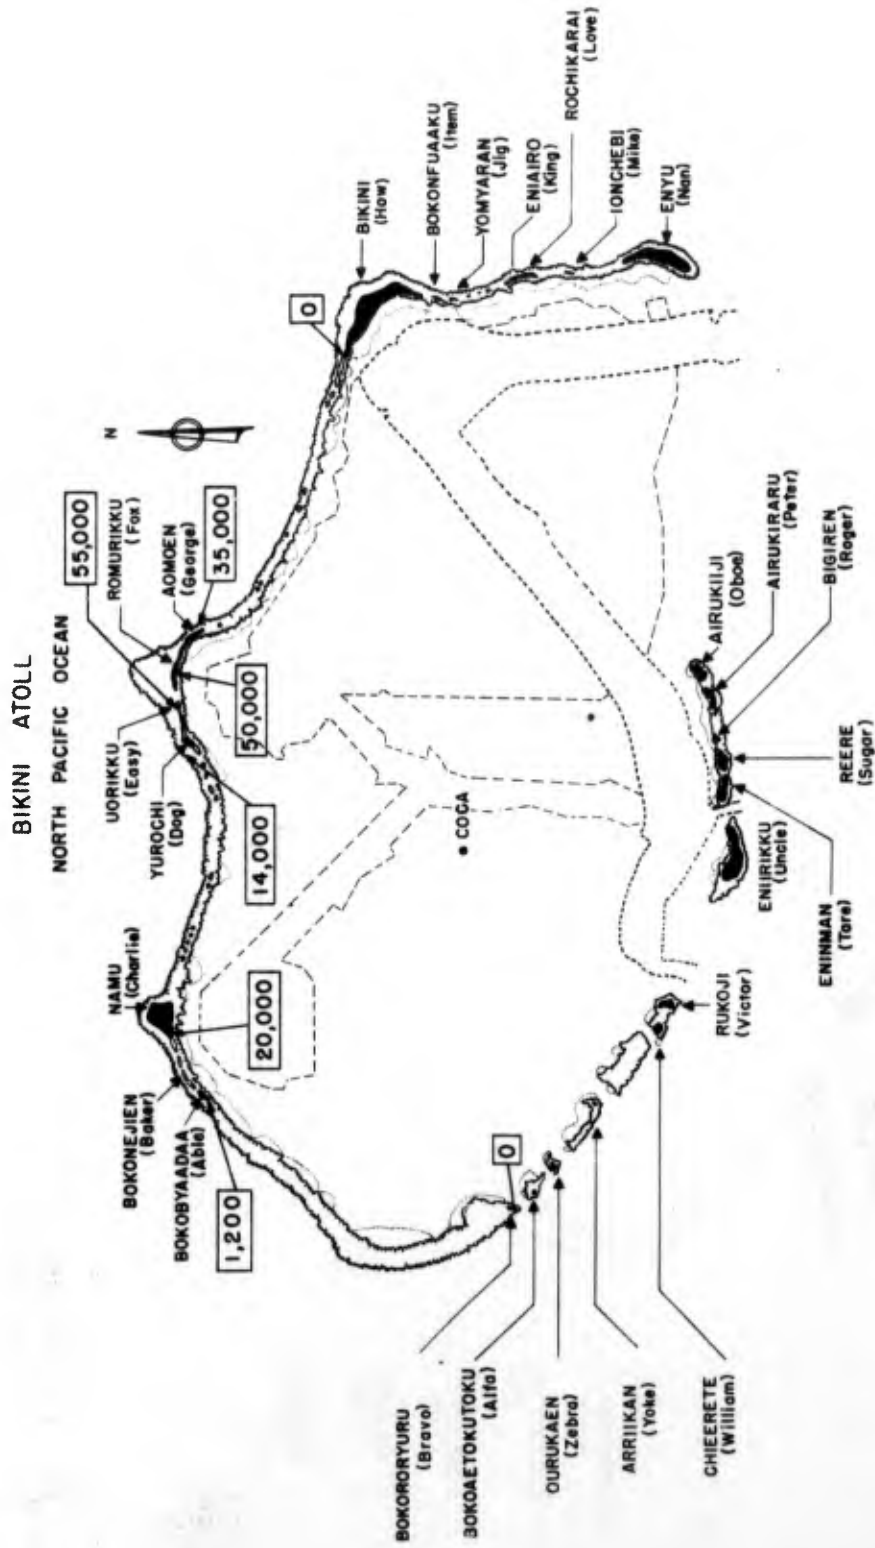 BIKINI ATOLL
NORTH PACIFIC OCEAN
N
NAMU
(Charlie)
BOKONEJIEN
(Baker)
BOKOBYAADAA
(Able)
1,200
20,000
UORIKKU
(Easy)
YUROCHI
(Dog)
14,000
55,000
ROMURIKKU
(Fox)
AOMOEN
(George)
35,000
50,000
0
BIKINI
(How)
BOKONFUAAKU
(Item)
YOMYARAN
(Jig)
ENIAIRO
(King)
ROCHIKARAI
(Love)
IONCHEBI
(Mike)
ENYU
(Nan)
COCA
0
BOKORORYURU
(Bravo)
BOKOAETOKUTOKU
(Alfa)
OURUKAEN
(Zebra)
ARRIIKAN
(Yoke)
CHIEERETE
(William)
RUKOJI
(Victor)
ENIIRIKKU
(Uncle)
ENINMAN
(Tare)
REERE
(Sugar)
BIGIREN
(Roger)
AIRUKIRARU
(Peter)
AIRUKIIJI
(Oboe)